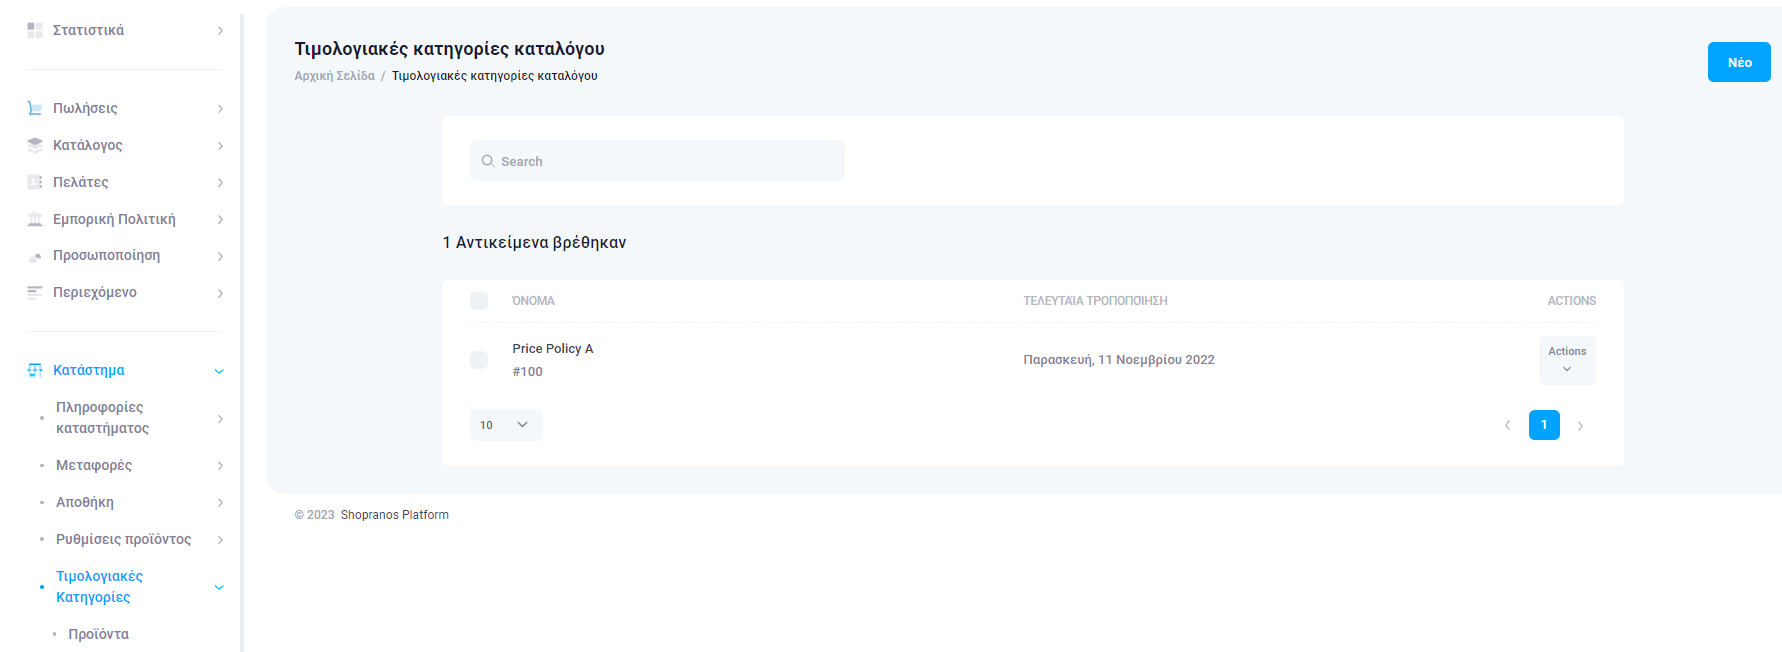 Στατιστικά
Πωλήσεις
Κατάλογος
Πελάτες
Εμπορική Πολιτική
Προσωποποίηση
Περιεχόμενο
Κατάστημα
Πληροφορίες
καταστήματος
Μεταφορές
Αποθήκη
Ρυθμίσεις προϊόντος
Τιμολογιακές
Κατηγορίες
Προϊόντα
Τιμολογιακές κατηγορίες καταλόγου
Αρχική Σελίδα / Τιμολογιακές κατηγορίες καταλόγου
Νέο
Search
1 Αντικείμενα βρέθηκαν
ΌΝΟΜΑ ΤΕΛΕΥΤΑΊΑ ΤΡΟΠΟΠΟΊΗΣΗ ACTIONS
Price Policy A
#100
Παρασκευή, 11 Νοεμβρίου 2022
Actions
10
1
© 2023 Shopranos Platform